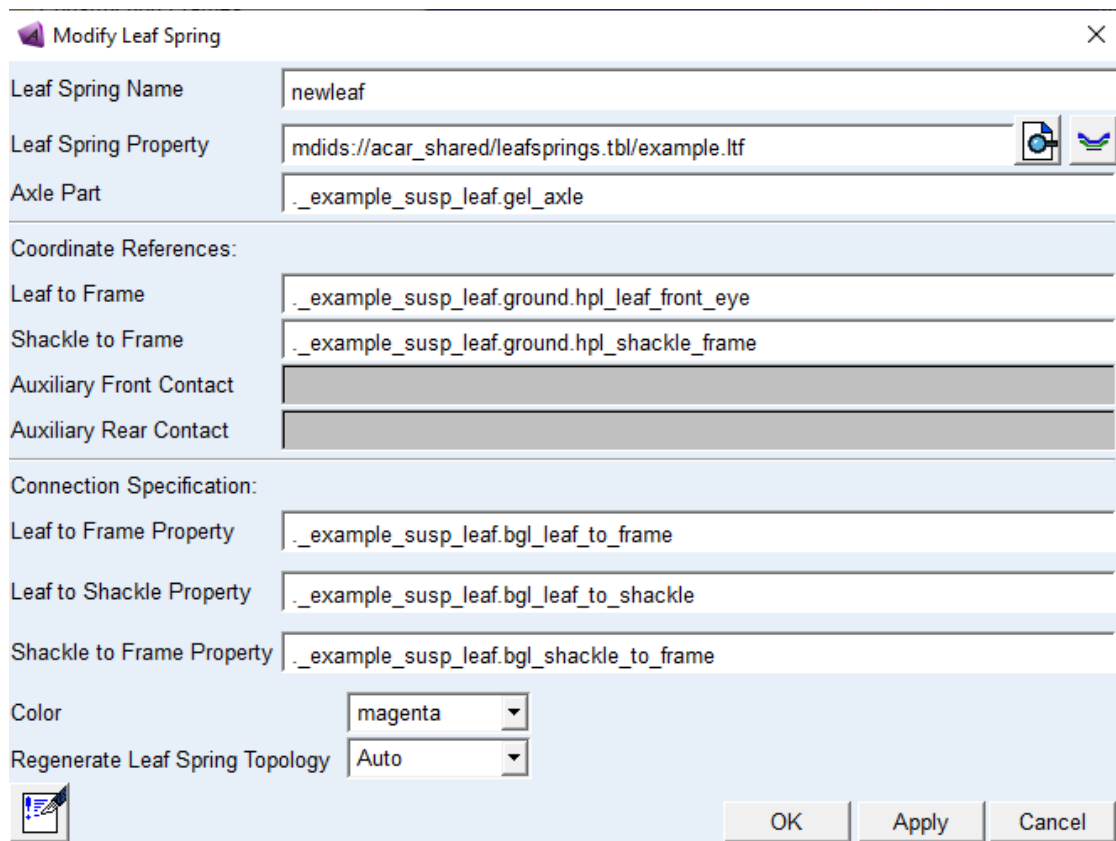 Modify Leaf Spring
Leaf Spring Name newleaf
Leaf Spring Property mdids://acar_shared/leafsprings.tbl/example.ltf
Axle Part ._example_susp_leaf.gel_axle
Coordinate References:
Leaf to Frame ._example_susp_leaf.ground.hpl_leaf_front_eye
Shackle to Frame ._example_susp_leaf.ground.hpl_shackle_frame
Auxiliary Front Contact
Auxiliary Rear Contact
Connection Specification:
Leaf to Frame Property ._example_susp_leaf.bgl_leaf_to_frame
Leaf to Shackle Property ._example_susp_leaf.bgl_leaf_to_shackle
Shackle to Frame Property ._example_susp_leaf.bgl_shackle_to_frame
Color magenta
Regenerate Leaf Spring Topology Auto
OK Apply Cancel